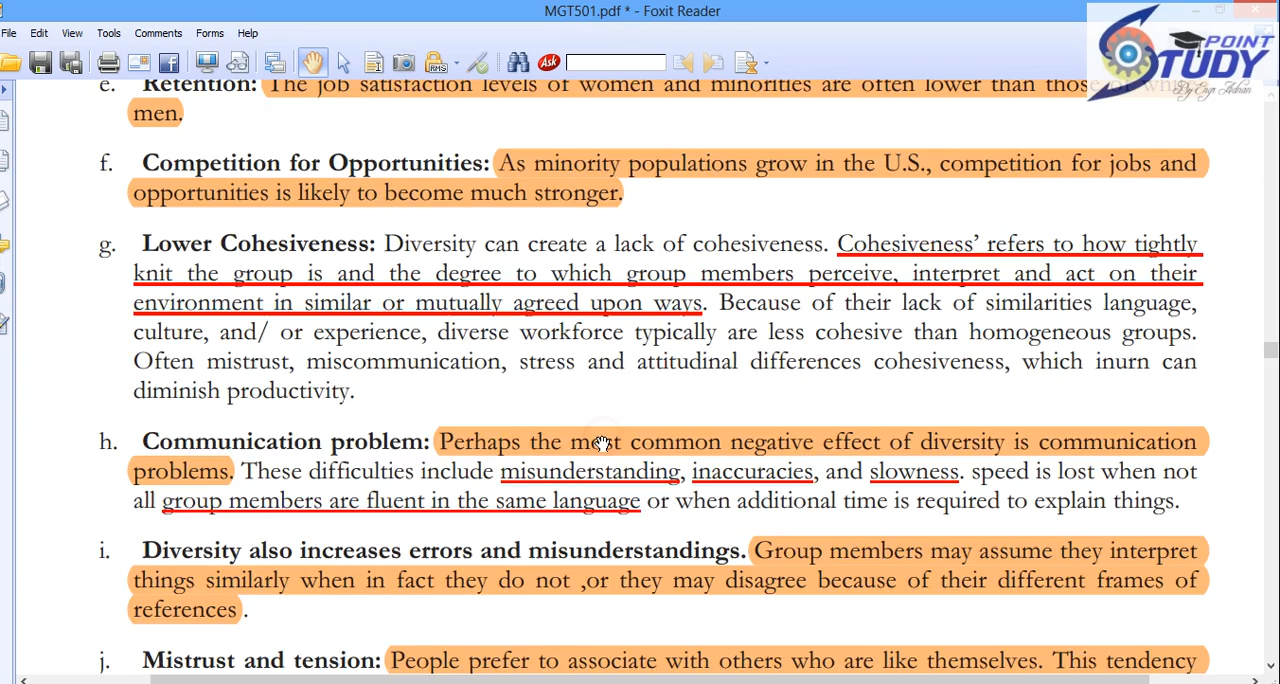 MGT501.pdf * - Foxit Reader
File Edit View Tools Comments Forms Help
Ask
STUDY POINT
By Engr Adnan
e. Retention: The job satisfaction levels of women and minorities are often lower than those of white
men.
f. Competition for Opportunities: As minority populations grow in the U.S., competition for jobs and
opportunities is likely to become much stronger.
g. Lower Cohesiveness: Diversity can create a lack of cohesiveness. Cohesiveness’ refers to how tightly
knit the group is and the degree to which group members perceive, interpret and act on their
environment in similar or mutually agreed upon ways. Because of their lack of similarities language,
culture, and/ or experience, diverse workforce typically are less cohesive than homogeneous groups.
Often mistrust, miscommunication, stress and attitudinal differences cohesiveness, which inurn can
diminish productivity.
h. Communication problem: Perhaps the most common negative effect of diversity is communication
problems. These difficulties include misunderstanding, inaccuracies, and slowness. speed is lost when not
all group members are fluent in the same language or when additional time is required to explain things.
i. Diversity also increases errors and misunderstandings. Group members may assume they interpret
things similarly when in fact they do not ,or they may disagree because of their different frames of
references .
j. Mistrust and tension: People prefer to associate with others who are like themselves. This tendency